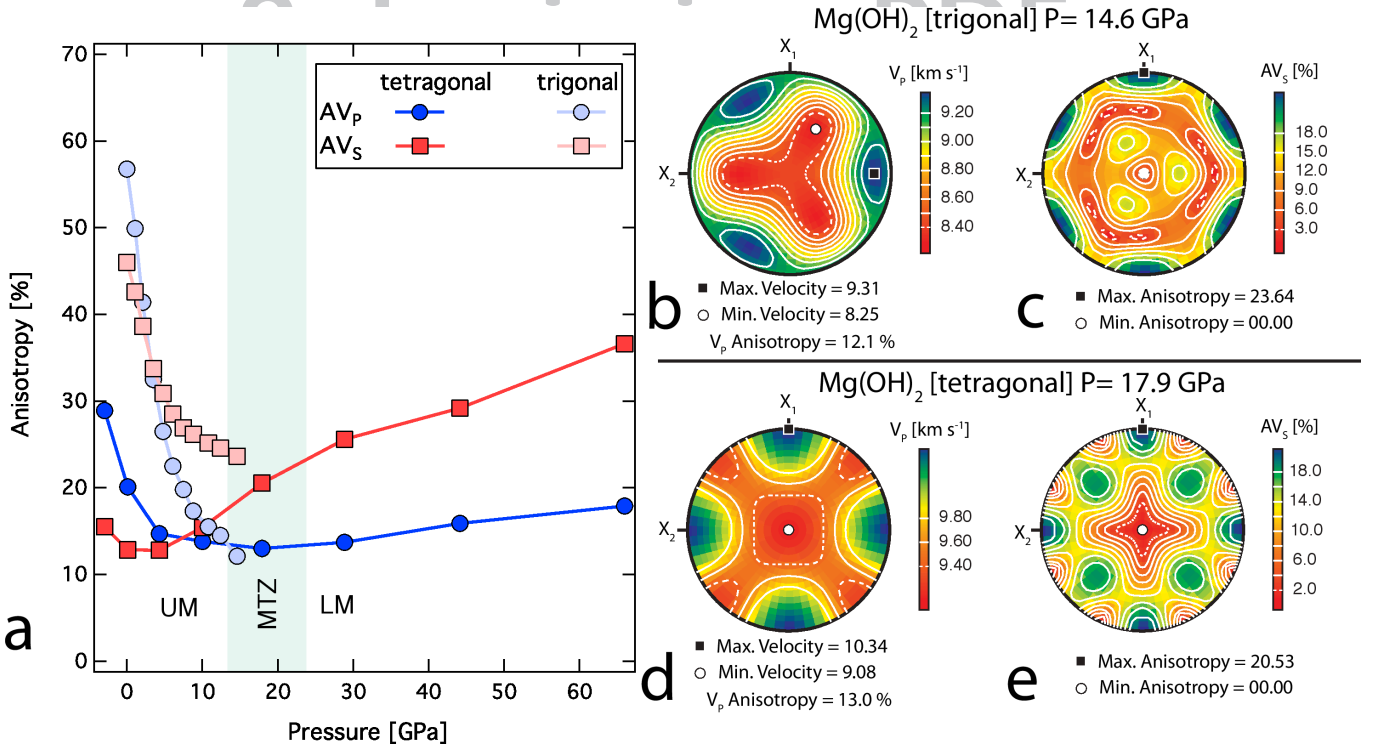 Mg(OH)2 [trigonal] P= 14.6 GPa
70
60
50
40
30
20
10
0
Anisotropy [%]
tetragonal trigonal
AVP
AVS
UM
MTZ
LM
0 10 20 30 40 50 60
Pressure [GPa]
a
X1
X2
VP [km s-1]
9.20
9.00
8.80
8.60
8.40
Max. Velocity = 9.31
Min. Velocity = 8.25
VP Anisotropy = 12.1 %
b
X1
X2
AVS [%]
18.0
15.0
12.0
9.0
6.0
3.0
Max. Anisotropy = 23.64
Min. Anisotropy = 00.00
c
Mg(OH)2 [tetragonal] P= 17.9 GPa
X1
X2
VP [km s-1]
9.80
9.60
9.40
Max. Velocity = 10.34
Min. Velocity = 9.08
VP Anisotropy = 13.0 %
d
X1
X2
AVS [%]
18.0
14.0
10.0
6.0
2.0
Max. Anisotropy = 20.53
Min. Anisotropy = 00.00
e